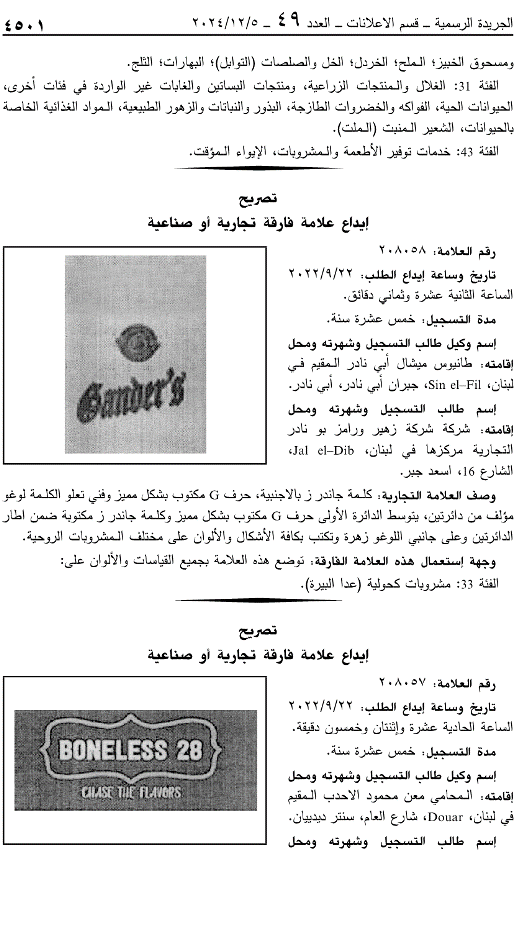 الجريدة الرسمية ــ قسم الاعلانات ــ العدد ٤٩ ــ ٢٠٢٤/١٢/٥
٤٥٠١
ومسحوق الخبيز؛ الملح؛ الخردل؛ الخل والصلصات (التوابل)؛ البهارات؛ الثلج.
الفئة 31: الغلال والمنتجات الزراعية، ومنتجات البساتين والغابات غير الواردة في فئات أخرى،
الحيوانات الحية، الفواكه والخضروات الطازجة، البذور والنباتات والزهور الطبيعية، المواد الغذائية الخاصة
بالحيوانات، الشعير المنبت (الملت).
الفئة 43: خدمات توفير الأطعمة والمشروبات، الإيواء المؤقت.
تصريح
إيداع علامة فارقة تجارية أو صناعية
رقم العلامة: ٢٠٨٠٥٨
تاريخ وساعة إيداع الطلب: ٢٠٢٢/٩/٢٢
الساعة الثانية عشرة وثماني دقائق.
مدة التسجيل: خمس عشرة سنة.
إسم وكيل طالب التسجيل وشهرته ومحل
إقامته: طانيوس ميشال أبي نادر المقيم في
لبنان، Sin el–Fil، جبران أبي نادر، أبي نادر.
إسم طالب التسجيل وشهرته ومحل
إقامته: شركة شركة زهير ورامز بو نادر
التجارية مركزها في لبنان، Jal el–Dib،
الشارع 16، اسعد جبر.
G
Gander's
وصف العلامة التجارية: كلمة جاندر ز بالاجنبية، حرف G مكتوب بشكل مميز وفني تعلو الكلمة لوغو
مؤلف من دائرتين، يتوسط الدائرة الأولى حرف G مكتوب بشكل مميز وكلمة جاندر ز مكتوبة ضمن اطار
الدائرتين وعلى جانبي اللوغو زهرة وتكتب بكافة الأشكال والألوان على مختلف المشروبات الروحية.
وجهة إستعمال هذه العلامة الفارقة: توضع هذه العلامة بجميع القياسات والألوان على:
الفئة 33: مشروبات كحولية (عدا البيرة).
تصريح
إيداع علامة فارقة تجارية أو صناعية
رقم العلامة: ٢٠٨٠٥٧
تاريخ وساعة إيداع الطلب: ٢٠٢٢/٩/٢٢
الساعة الحادية عشرة وإثنتان وخمسون دقيقة.
مدة التسجيل: خمس عشرة سنة.
إسم وكيل طالب التسجيل وشهرته ومحل
إقامته: المحامي معن محمود الاحدب المقيم
في لبنان، Douar، شارع العام، سنتر ديدييان.
إسم طالب التسجيل وشهرته ومحل
BONELESS 28
CHASE THE FLAVORS